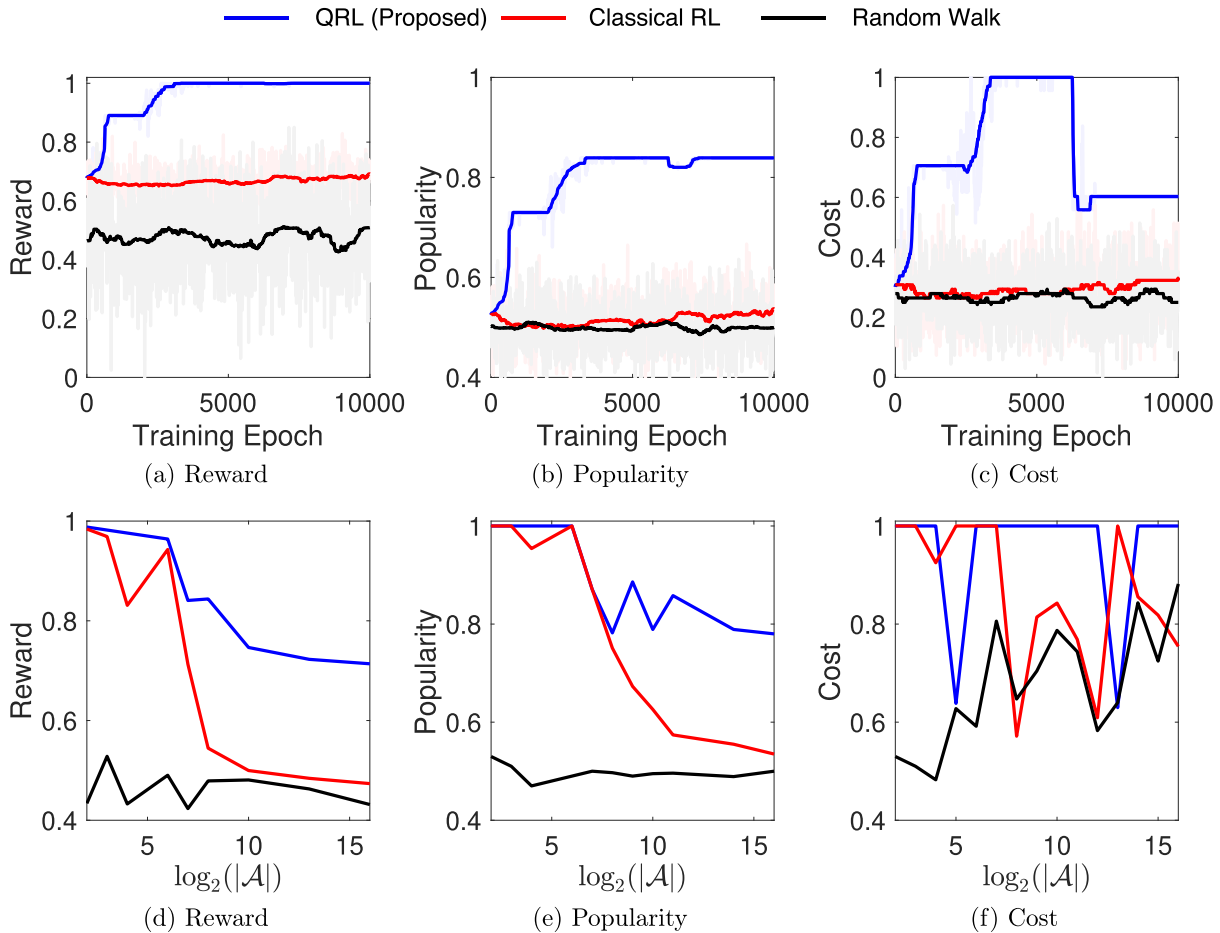 QRL (Proposed) Classical RL Random Walk
1 0.8 0.6 0.4 0.2 0
Reward
0 5000 10000
Training Epoch
(a) Reward
1 0.8 0.6 0.4
Popularity
0 5000 10000
Training Epoch
(b) Popularity
1 0.8 0.6 0.4 0.2 0
Cost
0 5000 10000
Training Epoch
(c) Cost
1 0.8 0.6 0.4
Reward
5 10 15
log₂(|𝒜|)
(d) Reward
1 0.8 0.6 0.4
Popularity
5 10 15
log₂(|𝒜|)
(e) Popularity
1 0.8 0.6 0.4
Cost
5 10 15
log₂(|𝒜|)
(f) Cost